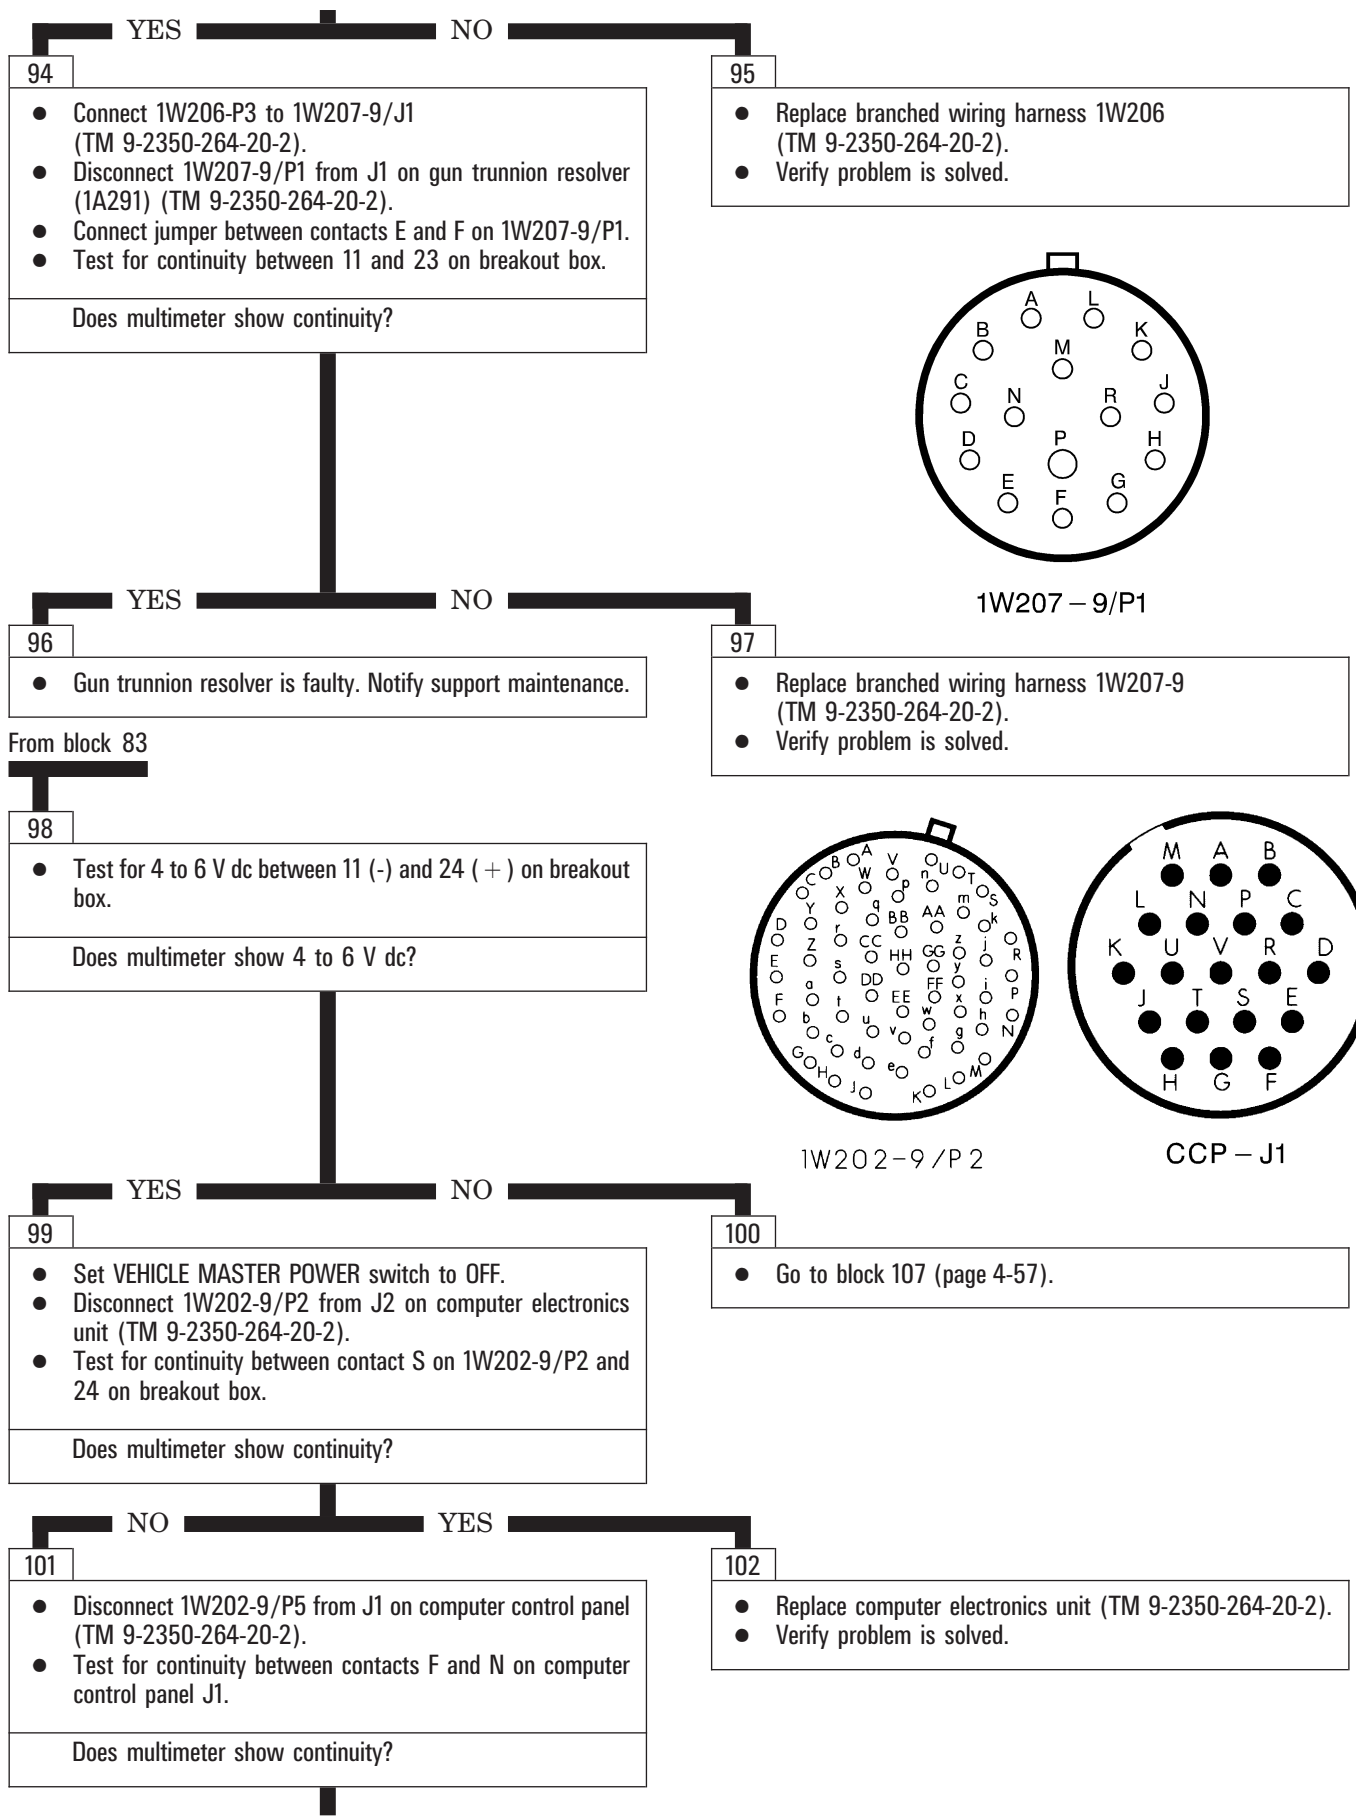 YES NO
94
● Connect 1W206-P3 to 1W207-9/J1
(TM 9-2350-264-20-2).
● Disconnect 1W207-9/P1 from J1 on gun trunnion resolver
(1A291) (TM 9-2350-264-20-2).
● Connect jumper between contacts E and F on 1W207-9/P1.
● Test for continuity between 11 and 23 on breakout box.
Does multimeter show continuity?
95
● Replace branched wiring harness 1W206
(TM 9-2350-264-20-2).
● Verify problem is solved.
A L
B K
M
C J
N R
D P H
E G
F
1W207 – 9/P1
YES NO
96
● Gun trunnion resolver is faulty. Notify support maintenance.
97
● Replace branched wiring harness 1W207-9
(TM 9-2350-264-20-2).
● Verify problem is solved.
From block 83
98
● Test for 4 to 6 V dc between 11 (-) and 24 ( + ) on breakout
box.
Does multimeter show 4 to 6 V dc?
A V U
B W n T
C X p S
Y q BB AA m k
D r CC HH GG z j R
E Z s DD FF y i P
F a t EE x h N
b u v w g
G c d f M
H J e K L
1W202-9/P2
M A B
L N P C
K U V R D
J T S E
H G F
CCP – J1
YES NO
99
● Set VEHICLE MASTER POWER switch to OFF.
● Disconnect 1W202-9/P2 from J2 on computer electronics
unit (TM 9-2350-264-20-2).
● Test for continuity between contact S on 1W202-9/P2 and
24 on breakout box.
Does multimeter show continuity?
100
● Go to block 107 (page 4-57).
NO YES
101
● Disconnect 1W202-9/P5 from J1 on computer control panel
(TM 9-2350-264-20-2).
● Test for continuity between contacts F and N on computer
control panel J1.
Does multimeter show continuity?
102
● Replace computer electronics unit (TM 9-2350-264-20-2).
● Verify problem is solved.